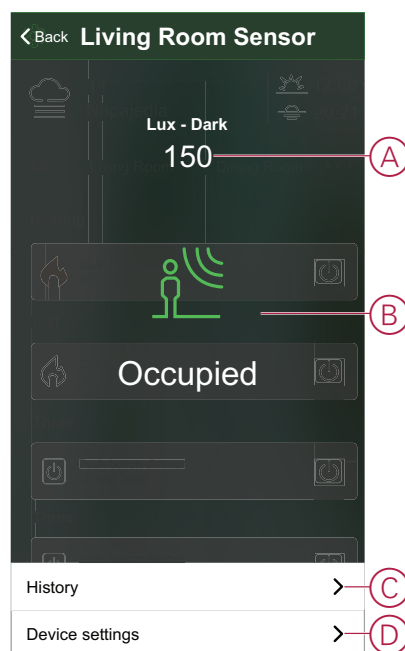 Back Living Room Sensor
Lux - Dark
150
A
B
Occupied
History
C
Device settings
D